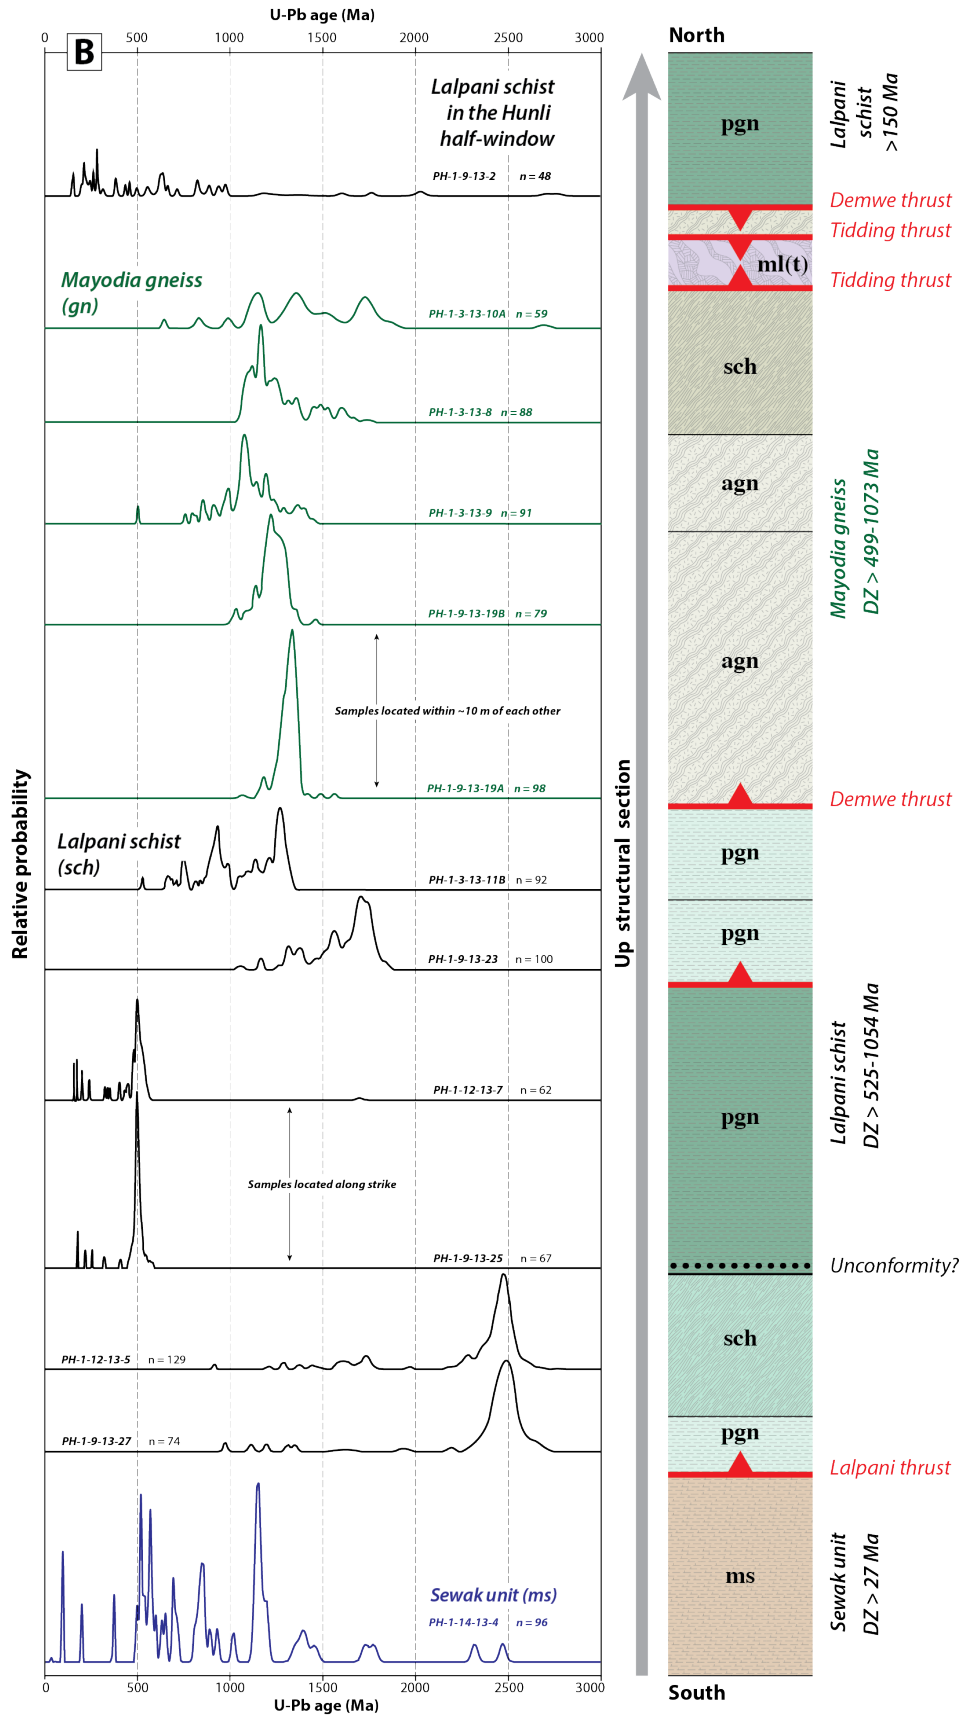 U-Pb age (Ma)
0 500 1000 1500 2000 2500 3000
B
Lalpani schist
in the Hunli
half-window
PH-1-9-13-2 n = 48
Mayodia gneiss
(gn)
PH-1-3-13-10A n = 59
PH-1-3-13-8 n = 88
PH-1-3-13-9 n = 91
PH-1-9-13-19B n = 79
Samples located within ~10 m of each other
PH-1-9-13-19A n = 98
Lalpani schist
(sch)
PH-1-3-13-11B n = 92
PH-1-9-13-23 n = 100
PH-1-12-13-7 n = 62
Samples located along strike
PH-1-9-13-25 n = 67
PH-1-12-13-5 n = 129
PH-1-9-13-27 n = 74
Sewak unit (ms)
PH-1-14-13-4 n = 96
0 500 1000 1500 2000 2500 3000
U-Pb age (Ma)
Relative probability
Up structural section
North
pgn
Lalpani
schist
>150 Ma
Demwe thrust
Tidding thrust
ml(t)
Tidding thrust
sch
agn
Mayodia gneiss
DZ > 499-1073 Ma
agn
Demwe thrust
pgn
pgn
pgn
Lalpani schist
DZ > 525-1054 Ma
Unconformity?
sch
pgn
Lalpani thrust
ms
Sewak unit
DZ > 27 Ma
South